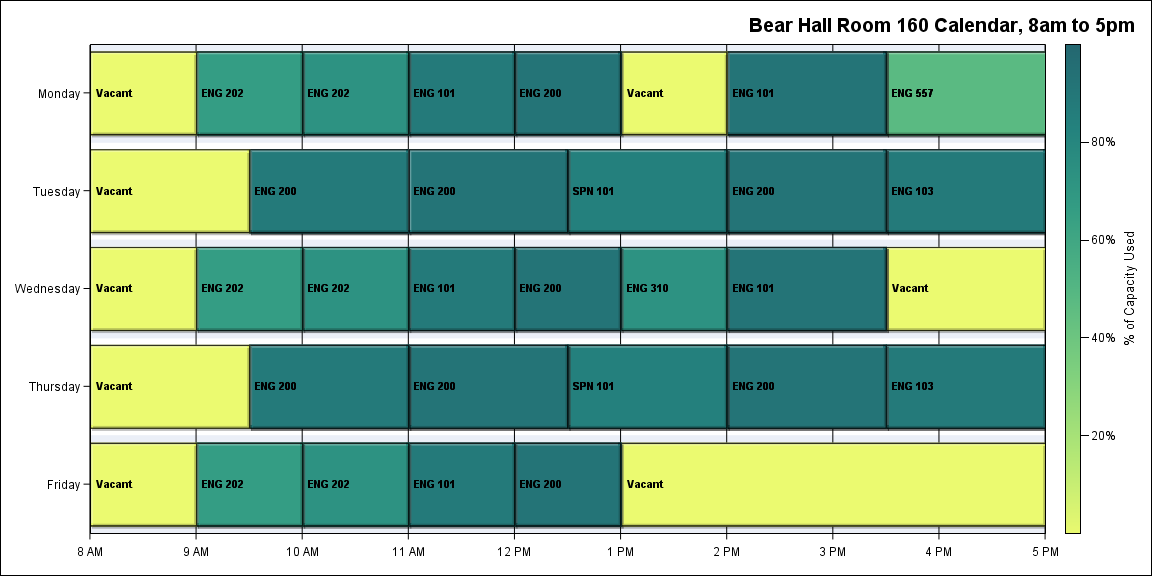 Bear Hall Room 160 Calendar, 8am to 5pm
Monday
Vacant
ENG 202
ENG 202
ENG 101
ENG 200
Vacant
ENG 101
ENG 557
Tuesday
Vacant
ENG 200
ENG 200
SPN 101
ENG 200
ENG 103
Wednesday
Vacant
ENG 202
ENG 202
ENG 101
ENG 200
ENG 310
ENG 101
Vacant
Thursday
Vacant
ENG 200
ENG 200
SPN 101
ENG 200
ENG 103
Friday
Vacant
ENG 202
ENG 202
ENG 101
ENG 200
Vacant
8 AM
9 AM
10 AM
11 AM
12 PM
1 PM
2 PM
3 PM
4 PM
5 PM
80%
60%
40%
20%
% of Capacity Used